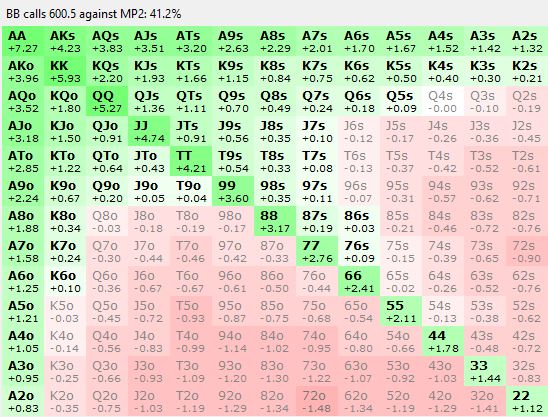 BB calls 600.5 against MP2: 41.2%
AA AKs AQs AJs ATs A9s A8s A7s A6s A5s A4s A3s A2s
+7.27 +4.23 +3.83 +3.51 +3.20 +2.63 +2.29 +2.01 +1.70 +1.67 +1.52 +1.42 +1.32
AKo KK KQs KJs KTs K9s K8s K7s K6s K5s K4s K3s K2s
+3.96 +5.93 +2.20 +1.93 +1.66 +1.15 +0.84 +0.75 +0.62 +0.50 +0.40 +0.30 +0.21
AQo KQo QQ QJs QTs Q9s Q8s Q7s Q6s Q5s Q4s Q3s Q2s
+3.52 +1.80 +5.27 +1.36 +1.11 +0.70 +0.49 +0.24 +0.18 +0.09 -0.00 -0.10 -0.19
AJo KJo QJo JJ JTs J9s J8s J7s J6s J5s J4s J3s J2s
+3.18 +1.50 +0.91 +4.74 +0.91 +0.56 +0.35 +0.10 -0.12 -0.17 -0.26 -0.36 -0.45
ATo KTo QTo JTo TT T9s T8s T7s T6s T5s T4s T3s T2s
+2.85 +1.22 +0.64 +0.43 +4.21 +0.54 +0.33 +0.08 -0.13 -0.37 -0.42 -0.52 -0.61
A9o K9o Q9o J9o T9o 99 98s 97s 96s 95s 94s 93s 92s
+2.24 +0.67 +0.20 +0.05 +0.04 +3.60 +0.35 +0.11 -0.07 -0.31 -0.57 -0.62 -0.71
A8o K8o Q8o J8o T8o 98o 88 87s 86s 85s 84s 83s 82s
+1.88 +0.34 -0.03 -0.18 -0.19 -0.17 +3.17 +0.19 +0.03 -0.21 -0.46 -0.72 -0.76
A7o K7o Q7o J7o T7o 97o 87o 77 76s 75s 74s 73s 72s
+1.58 +0.24 -0.30 -0.44 -0.46 -0.42 -0.33 +2.76 +0.09 -0.15 -0.39 -0.65 -0.90
A6o K6o Q6o J6o T6o 96o 86o 76o 66 65s 64s 63s 62s
+1.25 +0.10 -0.36 -0.67 -0.67 -0.61 -0.50 -0.44 +2.41 -0.02 -0.26 -0.52 -0.76
A5o K5o Q5o J5o T5o 95o 85o 75o 65o 55 54s 53s 52s
+1.21 -0.03 -0.45 -0.72 -0.93 -0.87 -0.75 -0.68 -0.54 +2.11 -0.13 -0.38 -0.62
A4o K4o Q4o J4o T4o 94o 84o 74o 64o 54o 44 43s 42s
+1.05 -0.14 -0.56 -0.83 -0.99 -1.14 -1.02 -0.95 -0.80 -0.66 +1.78 -0.48 -0.72
A3o K3o Q3o J3o T3o 93o 83o 73o 63o 53o 43o 33 32s
+0.95 -0.25 -0.66 -0.93 -1.09 -1.20 -1.30 -1.22 -1.07 -0.92 -1.03 +1.44 -0.83
A2o K2o Q2o J2o T2o 92o 82o 72o 62o 52o 42o 32o 22
+0.82 -0.35 -0.75 -1.03 -1.19 -1.29 -1.34 -1.48 -1.34 -1.18 -1.29 -1.41 +1.12